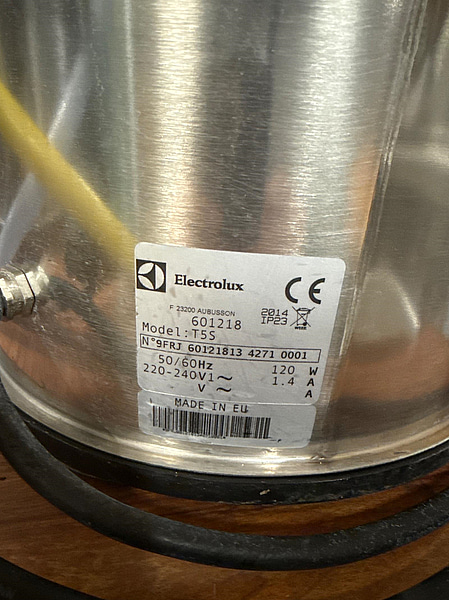 Electrolux
CE
F 23200 AUBUSSON
2014
601218
IP23
Model: T5S
N°9FRJ 60121813 4271 0001
50/60Hz 120 W
220-240V1~ 1.4 A
V ~ A
MADE IN EU